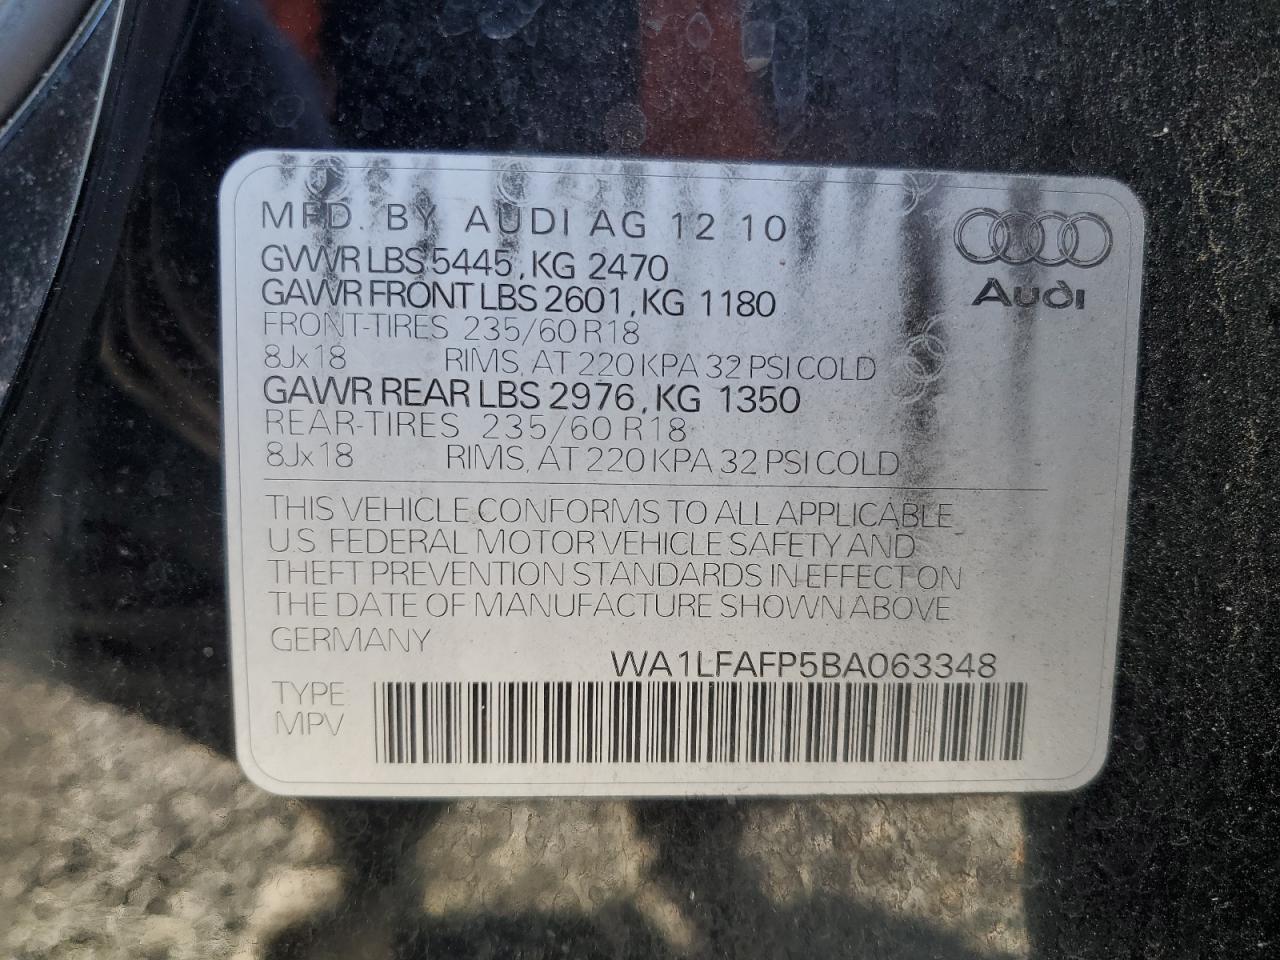 MFD. BY AUDI AG 12 10
GVWR LBS 5445, KG 2470
GAWR FRONT LBS 2601, KG 1180
FRONT-TIRES 235/60 R18
8Jx18 RIMS, AT 220 KPA 32 PSI COLD
GAWR REAR LBS 2976, KG 1350
REAR-TIRES 235/60 R18
8Jx18 RIMS, AT 220 KPA 32 PSI COLD
Audi
THIS VEHICLE CONFORMS TO ALL APPLICABLE
U.S. FEDERAL MOTOR VEHICLE SAFETY AND
THEFT PREVENTION STANDARDS IN EFFECT ON
THE DATE OF MANUFACTURE SHOWN ABOVE
GERMANY
WA1LFAFP5BA063348
TYPE
MPV